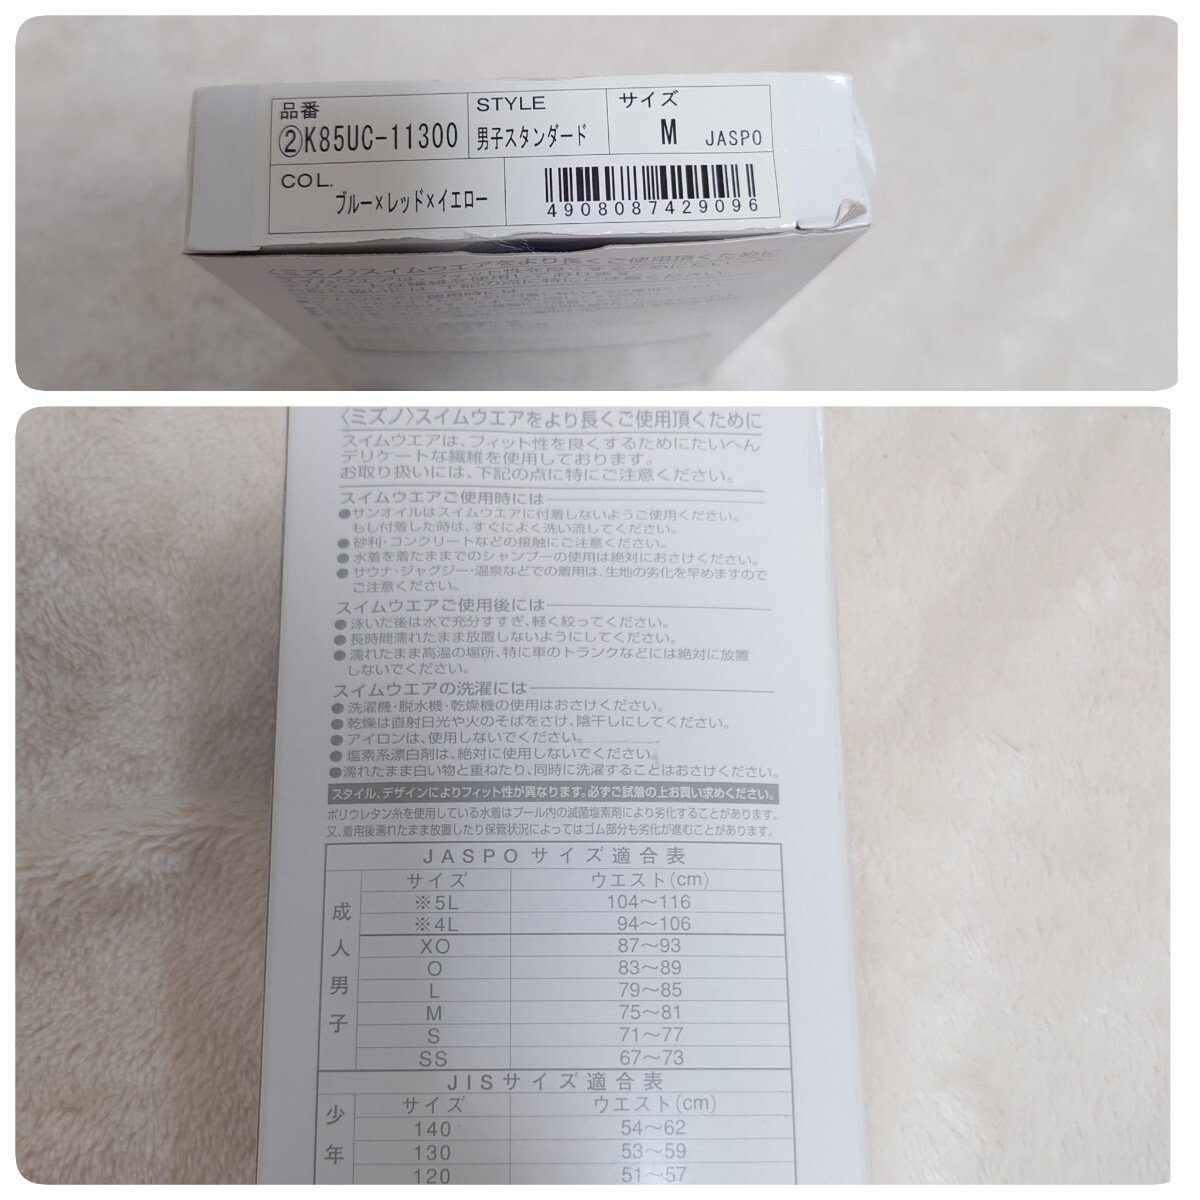 品番
②K85UC-11300
STYLE
男子スタンダード
サイズ
M JASPO
COL.
ブルー×レッド×イエロー
4908087429096
〈ミズノ〉スイムウエアをより長くご使用頂くために
〈ミズノ〉スイムウエアをより長くご使用頂くために
スイムウエアは、フィット性を良くするためにたいへん
デリケートな繊維を使用しております。
お取り扱いには、下記の点に特にご注意ください。
スイムウエアご使用時には
●サンオイルはスイムウエアに付着しないようご使用ください。
もし付着した時は、すぐによく洗い流してください。
●砂利・コンクリートなどの接触にご注意ください。
●水着を着たままでのシャンプーの使用は絶対におさけください。
●サウナ・ジャグジー・温泉などでの着用は、生地の劣化を早めますので
ご注意ください。
スイムウエアご使用後には
●泳いだ後は水で充分すすぎ、軽く絞ってください。
●長時間濡れたまま放置しないようにしてください。
●濡れたまま高温の場所、特に車のトランクなどには絶対に放置
しないでください。
スイムウエアの洗濯には
●洗濯機・脱水機・乾燥機の使用はおさけください。
●乾燥は直射日光や火のそばをさけ、陰干しにしてください。
●アイロンは、使用しないでください。
●塩素系漂白剤は、絶対に使用しないでください。
●濡れたまま白い物と重ねたり、同時に洗濯することはおさけください。
スタイル、デザインによりフィット性が異なります。必ずご試着の上お買い求めください。
ポリウレタン糸を使用している水着はプール内の滅菌塩素剤により劣化することがあります。
又、着用後濡れたまま放置したり保管状況によってはゴム部分も劣化が進むことがあります。
JASPOサイズ適合表
成人男子
サイズ ウエスト(cm)
※5L 104～116
※4L 94～106
XO 87～93
O 83～89
L 79～85
M 75～81
S 71～77
SS 67～73
JISサイズ適合表
少年
サイズ ウエスト(cm)
140 54～62
130 53～59
120 51～57